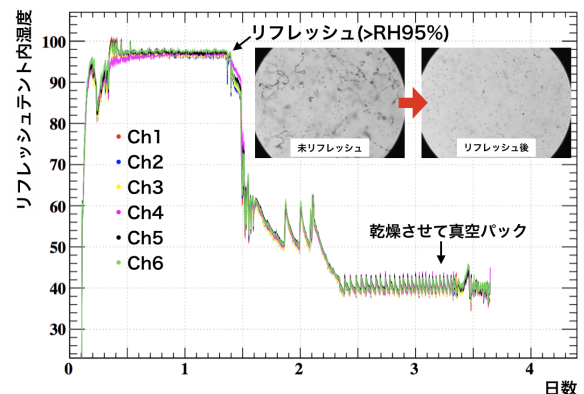 リフレッシュテント内湿度
リフレッシュ(>RH95%)
未リフレッシュ
リフレッシュ後
Ch1
Ch2
Ch3
Ch4
Ch5
Ch6
乾燥させて真空パック
100
90
80
70
60
50
40
30
0
1
2
3
4
日数